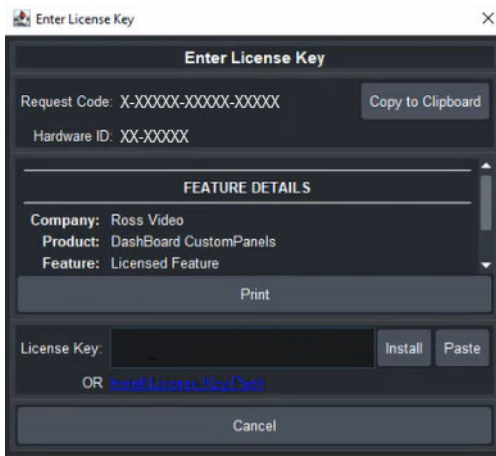 Enter License Key
Enter License Key
Request Code: X-XXXXX-XXXXX-XXXXX Copy to Clipboard
Hardware ID: XX-XXXXX
FEATURE DETAILS
Company: Ross Video
Product: DashBoard CustomPanels
Feature: Licensed Feature
Print
License Key: Install Paste
OR Install License Key Pack
Cancel